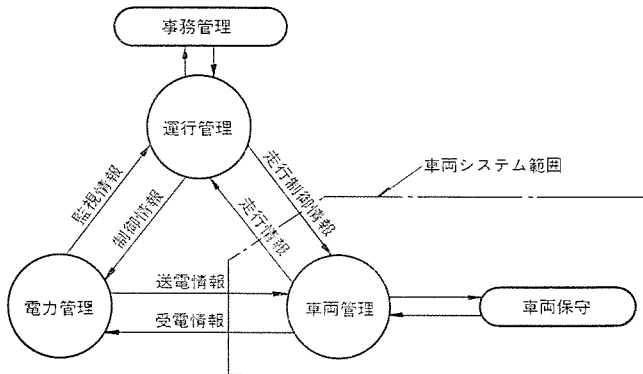 事務管理
運行管理
車両システム範囲
監視情報
制御情報
走行情報
走行制御情報
電力管理
送電情報
受電情報
車両管理
車両保守